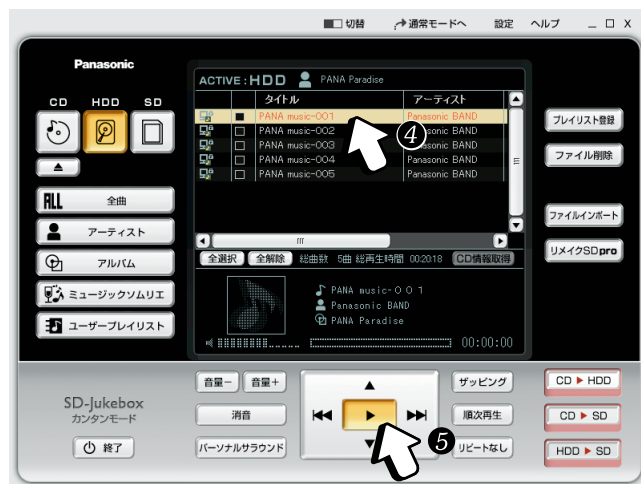 切替 通常モードへ 設定 ヘルプ
Panasonic
CD HDD SD
ALL 全曲
アーティスト
アルバム
ミュージックソムリエ
ユーザープレイリスト
ACTIVE : HDD PANA Paradise
タイトル アーティスト
PANA music-001 Panasonic BAND
PANA music-002 Panasonic BAND
PANA music-003 Panasonic BAND
PANA music-004 Panasonic BAND
PANA music-005 Panasonic BAND
④
全選択 全解除 総曲数 5曲 総再生時間 00:20:18 CD情報取得
PANA music-001
Panasonic BAND
PANA Paradise
00:00:00
プレイリスト登録
ファイル削除
ファイルインポート
リメイクSDpro
SD-Jukebox
カンタンモード
終了
音量− 音量+
消音
パーソナルサラウンド
⑤
ザッピング
順次再生
リピートなし
CD ▶ HDD
CD ▶ SD
HDD ▶ SD